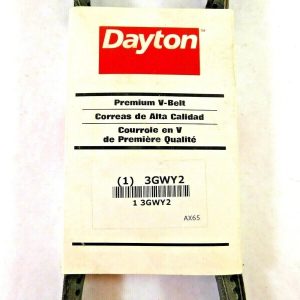 Dayton
Premium V-Belt
Correas de Alta Calidad
Courroie en V
de Première Qualité
(1) 3GWY2
1 3GWY2
AX65